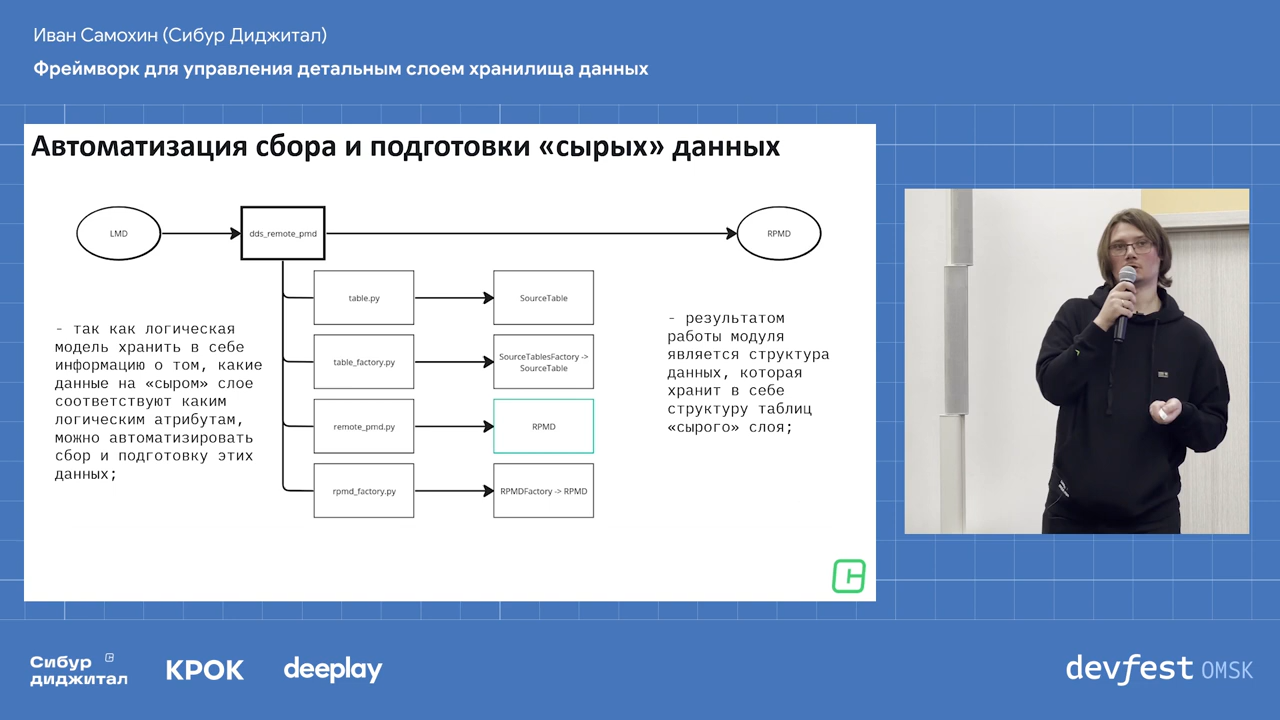 Иван Самохин (Сибур Диджитал)
Фреймворк для управления детальным слоем хранилища данных
Автоматизация сбора и подготовки «сырых» данных
LMD
dds_remote_pmd
RPMD
table.py
SourceTable
table_factory.py
SourceTablesFactory ->
SourceTable
remote_pmd.py
RPMD
rpmd_factory.py
RPMDFactory -> RPMD
- так как логическая
модель хранить в себе
информацию о том, какие
данные на «сыром» слое
соответствуют каким
логическим атрибутам,
можно автоматизировать
сбор и подготовку этих
данных;
- результатом
работы модуля
является структура
данных, которая
хранит в себе
структуру таблиц
«сырого» слоя;
Сибур
диджитал
КРОК
deeplay
devfest OMSK